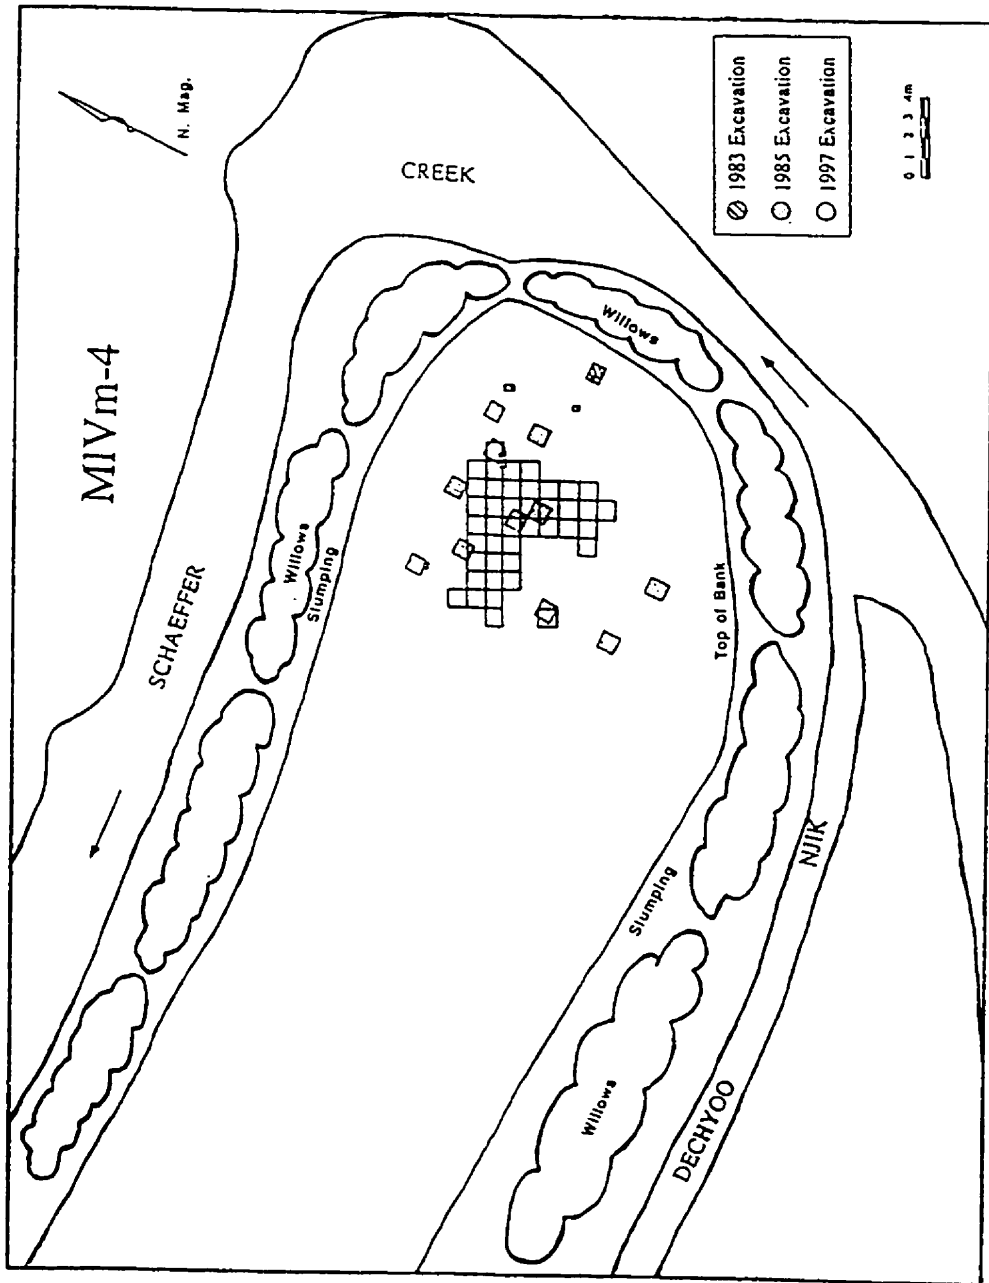 MIVm-4
N. Mag.
CREEK
SCHAEFFER
Willows
Slumping
Willows
1983 Excavation
1985 Excavation
1997 Excavation
0 1 2 3 4m
Top of Bank
Slumping
Willows
NJIK
DECHYOO